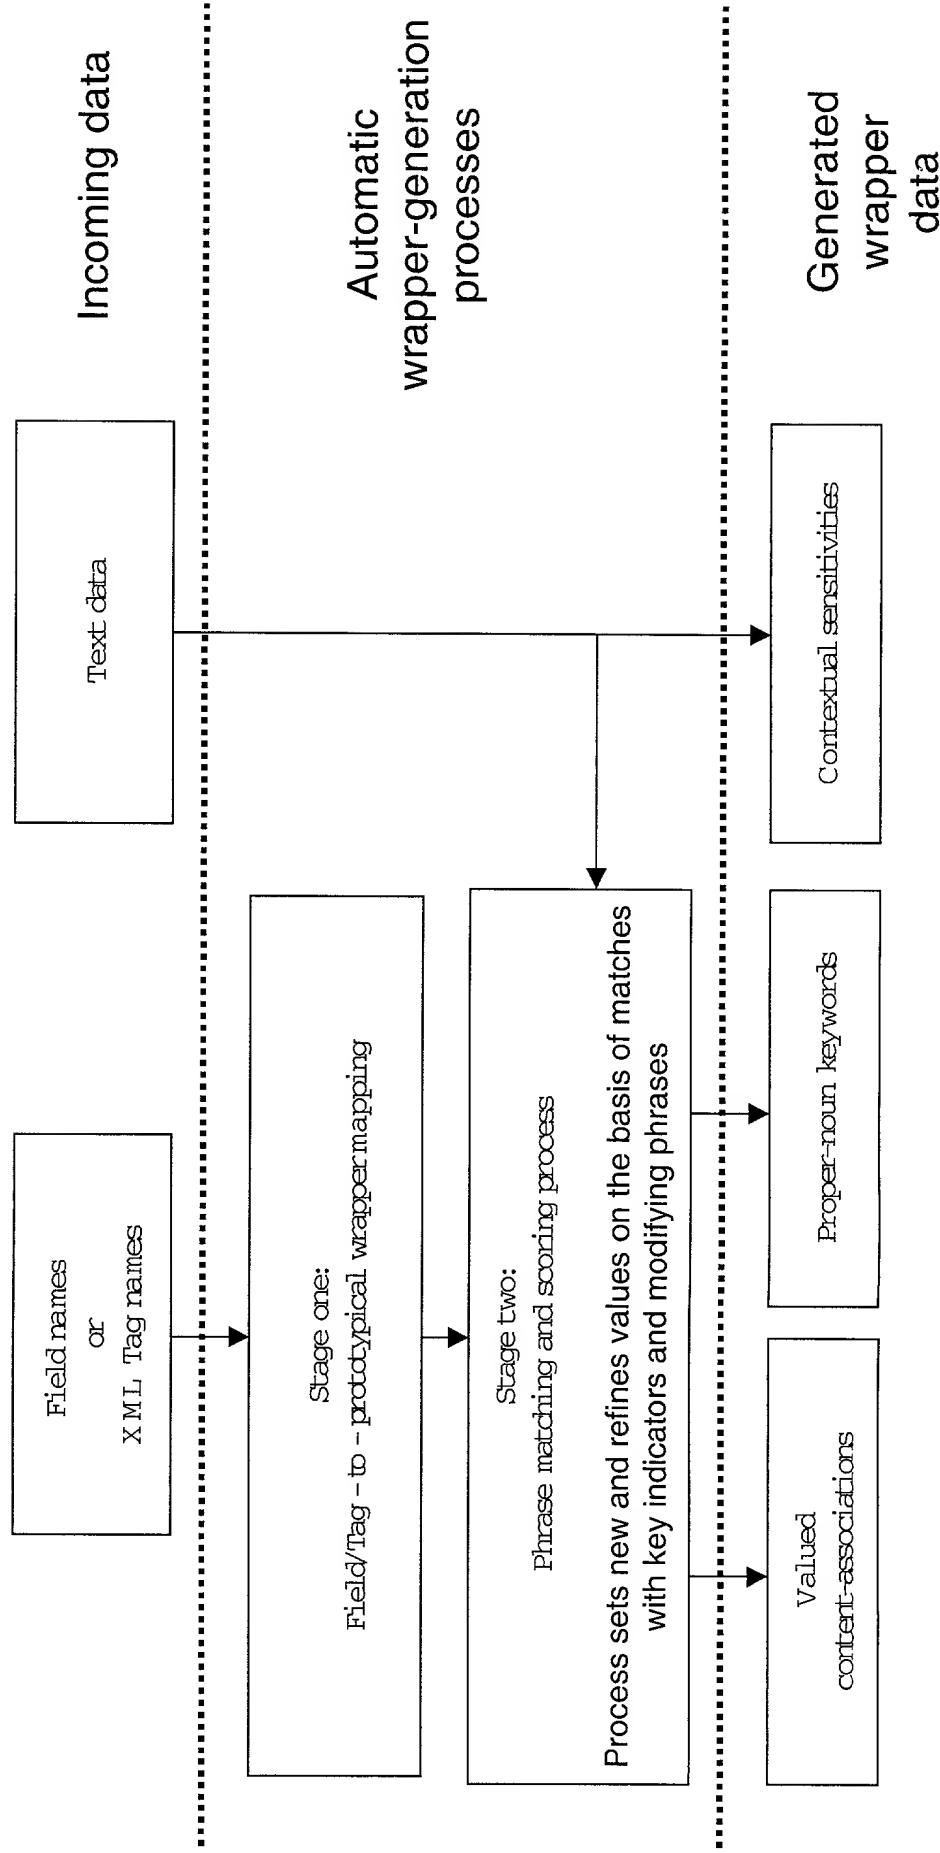 Field names
or
XML Tag names
Text data
Incoming data
Stage one:
Field/Tag - to - prototypical wrapper mapping
Stage two:
Phrase matching and scoring process
Process sets new and refines values on the basis of matches
with key indicators and modifying phrases
Automatic
wrapper-generation
processes
Valued
content-associations
Proper-noun keywords
Contextual sensitivities
Generated
wrapper
data